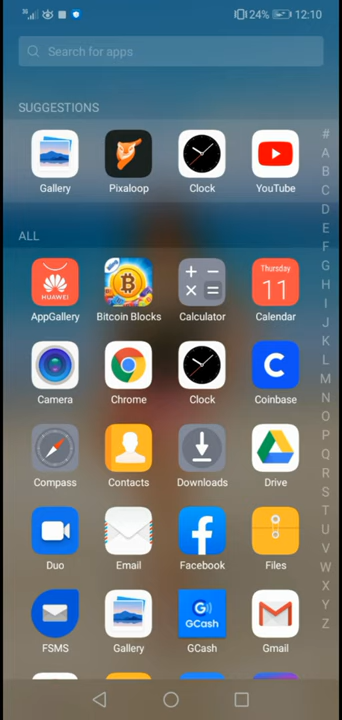 3G 24% 12:10
Search for apps
SUGGESTIONS
Gallery Pixaloop Clock YouTube
#
A
B
C
D
E
F
G
H
I
J
K
L
M
N
O
P
Q
R
S
T
U
V
W
X
Y
Z
ALL
HUAWEI Thursday
11
AppGallery Bitcoin Blocks Calculator Calendar
Camera Chrome Clock Coinbase
Compass Contacts Downloads Drive
Duo Email Facebook Files
GCash
FSMS Gallery GCash Gmail